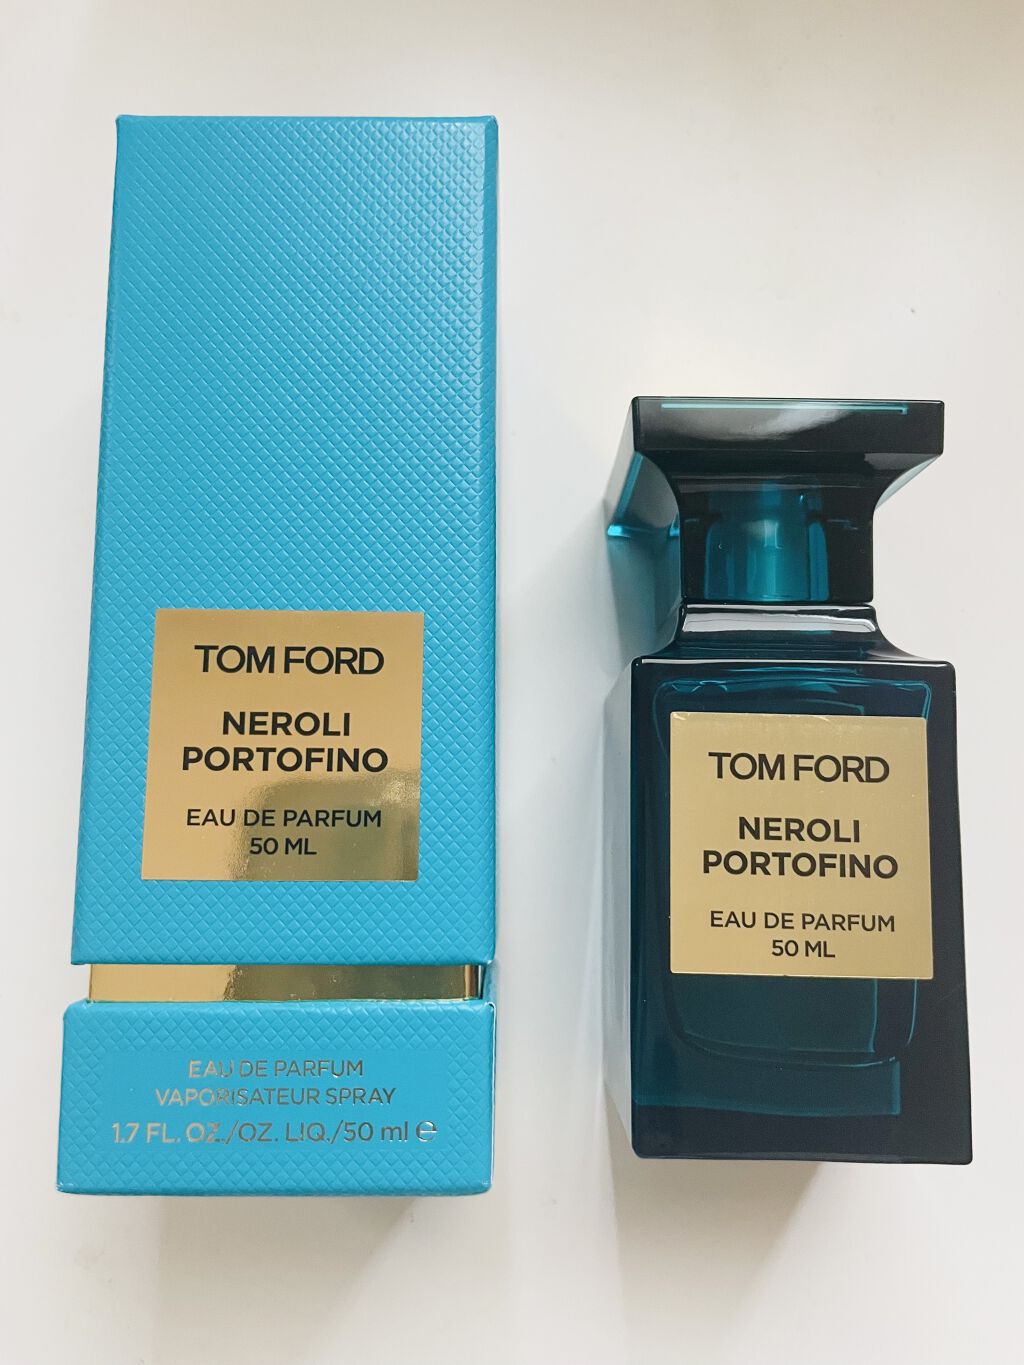 TOM FORD
NEROLI
PORTOFINO
EAU DE PARFUM
50 ML
EAU DE PARFUM
VAPORISATEUR SPRAY
1.7 FL. OZ./OZ. LIQ./50 ml ℮
TOM FORD
NEROLI
PORTOFINO
EAU DE PARFUM
50 ML